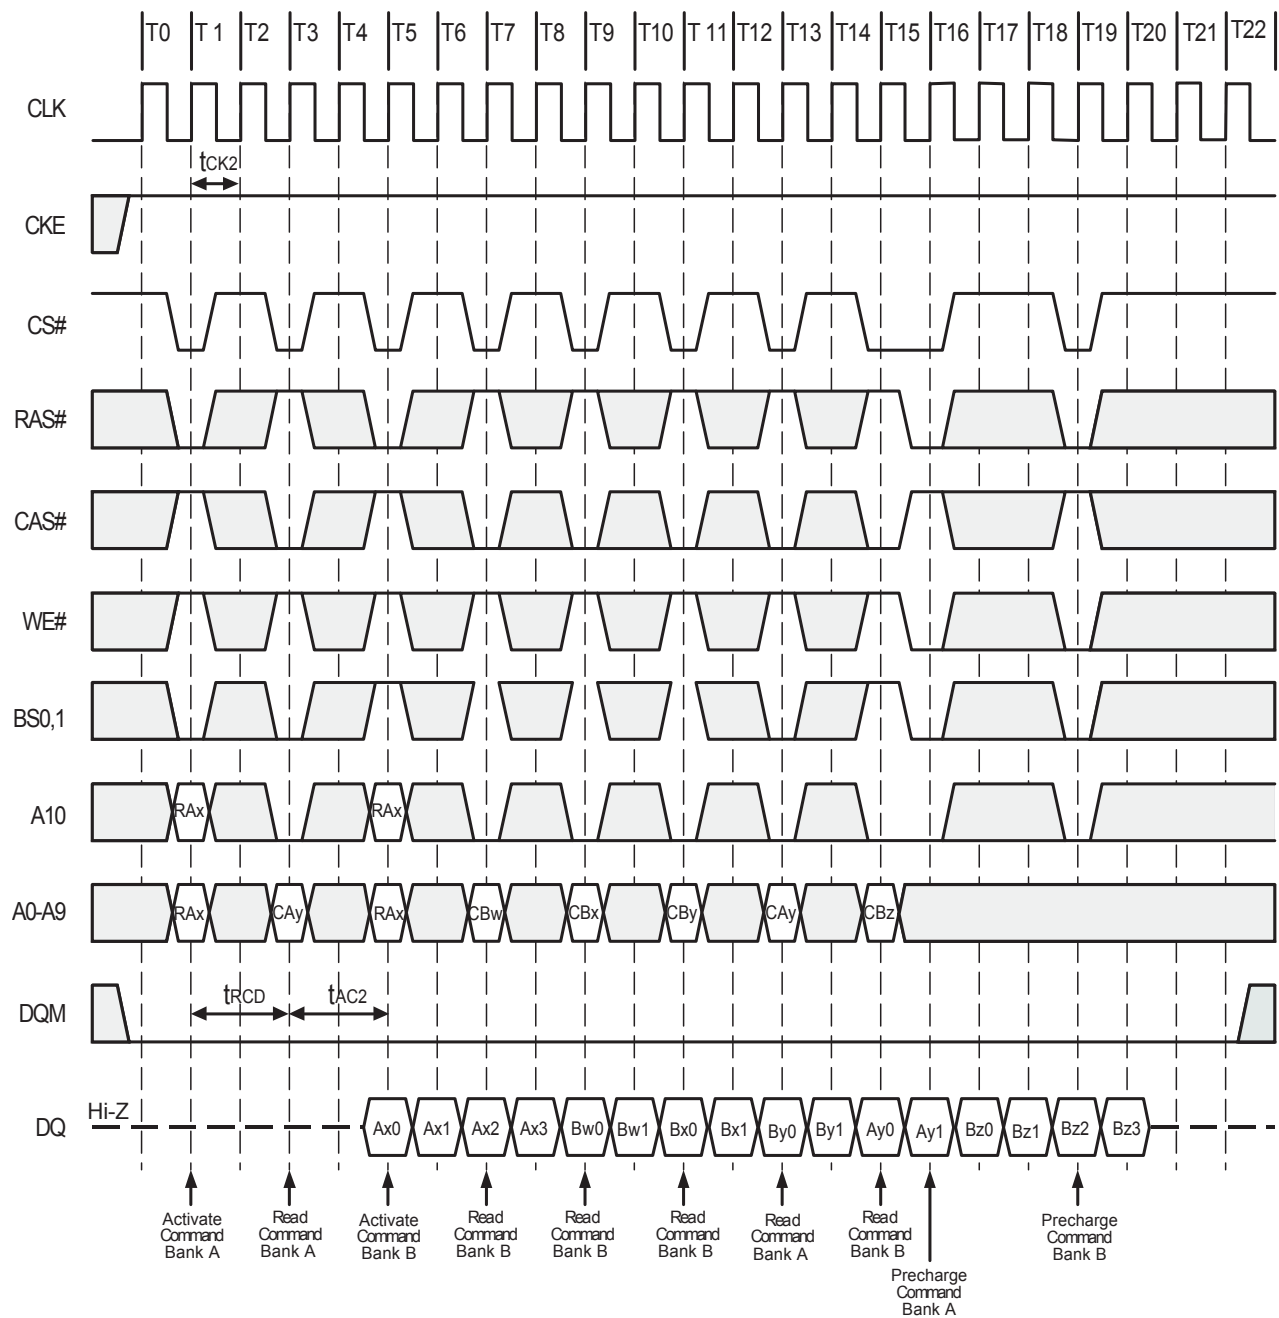 T0 T 1 T2 T3 T4 T5 T6 T7 T8 T9 T10 T 11 T12 T13 T14 T15 T16 T17 T18 T19 T20 T21 T22
CLK
tCK2
CKE
CS#
RAS#
CAS#
WE#
BS0,1
A10 RAx RAx
A0-A9 RAx CAy RAx CBw CBx CBy CAy CBz
DQM tRCD tAC2
Hi-Z
DQ Ax0 Ax1 Ax2 Ax3 Bw0 Bw1 Bx0 Bx1 By0 By1 Ay0 Ay1 Bz0 Bz1 Bz2 Bz3
Activate
Command
Bank A
Read
Command
Bank A
Activate
Command
Bank B
Read
Command
Bank B
Read
Command
Bank B
Read
Command
Bank B
Read
Command
Bank A
Read
Command
Bank B
Precharge
Command
Bank A
Precharge
Command
Bank B